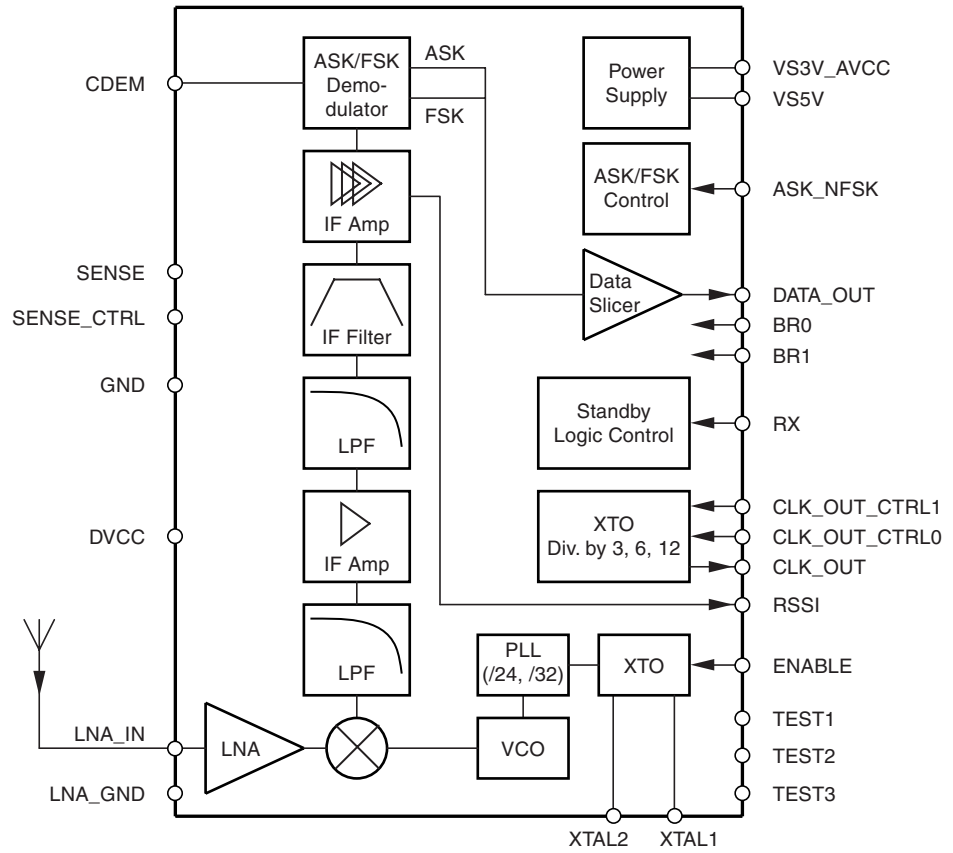 CDEM
ASK/FSK
Demo-
dulator
ASK
FSK
Power
Supply
VS3V_AVCC
VS5V
IF Amp
ASK/FSK
Control
ASK_NFSK
SENSE
SENSE_CTRL
IF Filter
Data
Slicer
DATA_OUT
BR0
BR1
GND
LPF
Standby
Logic Control
RX
DVCC
IF Amp
XTO
Div. by 3, 6, 12
CLK_OUT_CTRL1
CLK_OUT_CTRL0
CLK_OUT
RSSI
LPF
PLL
(/24, /32)
XTO
ENABLE
LNA_IN
LNA
VCO
TEST1
TEST2
LNA_GND
TEST3
XTAL2
XTAL1